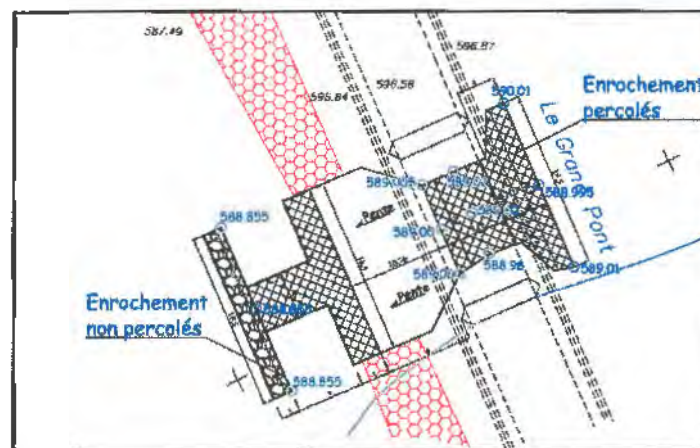 587.49
596.87
596.58
595.84
590.01
Enrochement
percolés
Le Grand Pont
589.005
588.995
588.855
Pente
589.00
588.98
589.01
Pente
Enrochement
non percolés
588.855